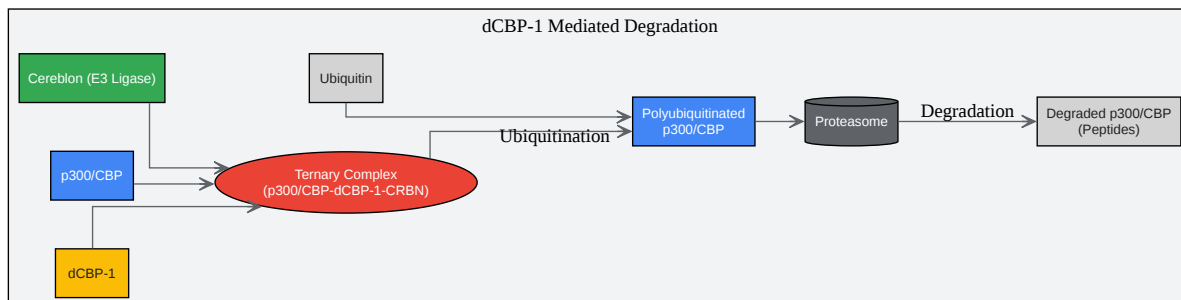 dCBP-1 Mediated Degradation
Cereblon (E3 Ligase)
Ubiquitin
p300/CBP
dCBP-1
Ternary Complex
(p300/CBP-dCBP-1-CRBN)
Ubiquitination
Polyubiquitinated
p300/CBP
Proteasome
Degradation
Degraded p300/CBP
(Peptides)